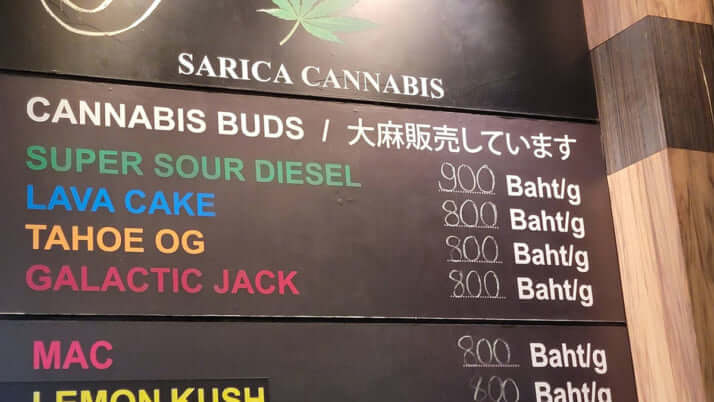 SARICA CANNABIS
CANNABIS BUDS / 大麻販売しています
SUPER SOUR DIESEL 900 Baht/g
LAVA CAKE 800 Baht/g
TAHOE OG 800 Baht/g
GALACTIC JACK 800 Baht/g
MAC 800 Baht/g
LEMON KUSH 800 Baht/g